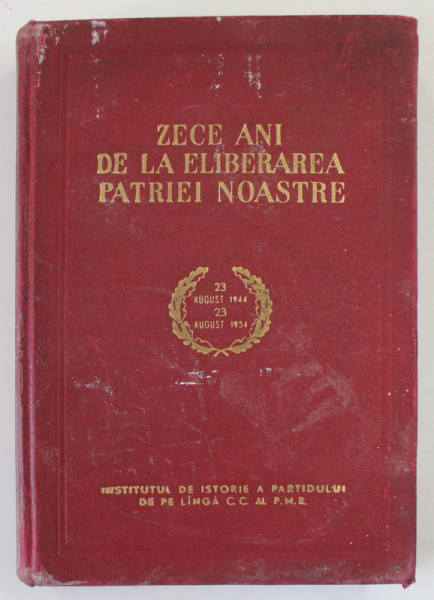 ZECE ANI
DE LA ELIBERAREA
PATRIEI NOASTRE
23
AUGUST 1944
23
AUGUST 1954
INSTITUTUL DE ISTORIE A PARTIDULUI
DE PE LÎNGĂ C.C. AL P.M.R.